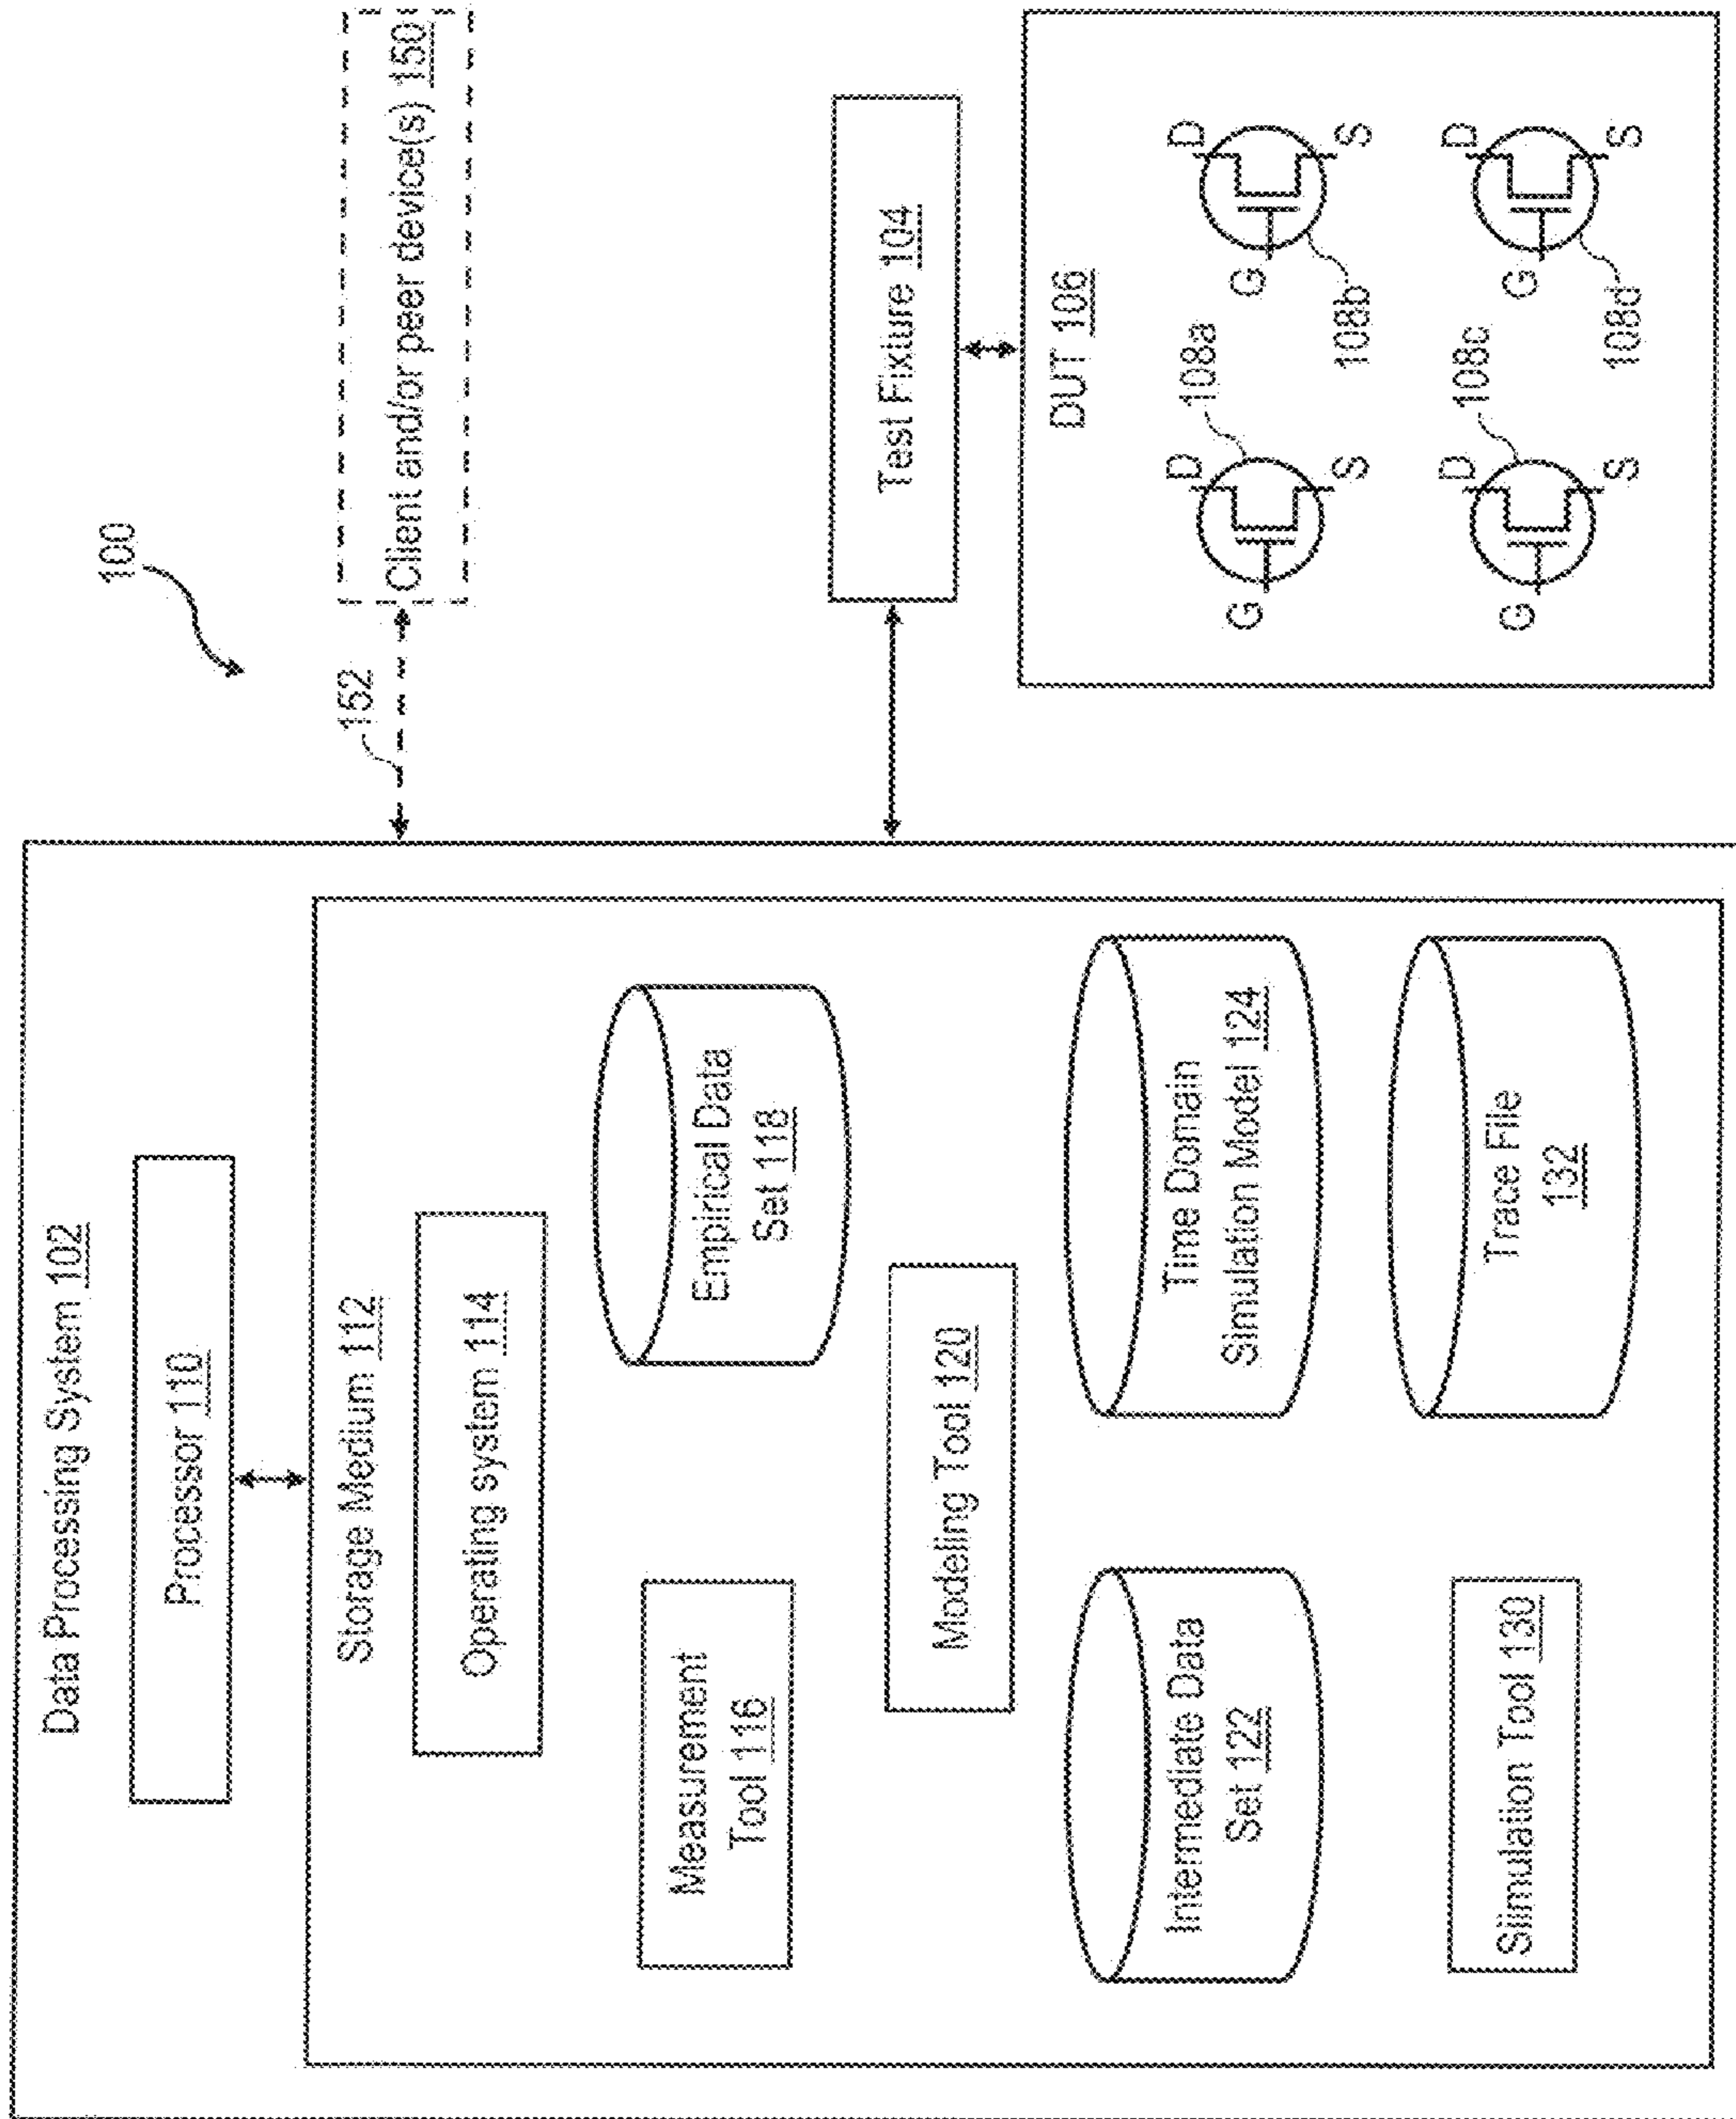 100
Data Processing System 102
Processor 110
Storage Medium 112
Operating system 114
Measurement
Tool 116
Empirical Data
Set 118
Modeling Tool 120
Intermediate Data
Set 122
Time Domain
Simulation Model 124
Simulation Tool 130
Trace File
132
152
Client and/or peer device(s) 150
Test Fixture 104
DUT 106
108a
D
G
S
D
G
S
108b
108c
D
G
S
D
G
S
108d